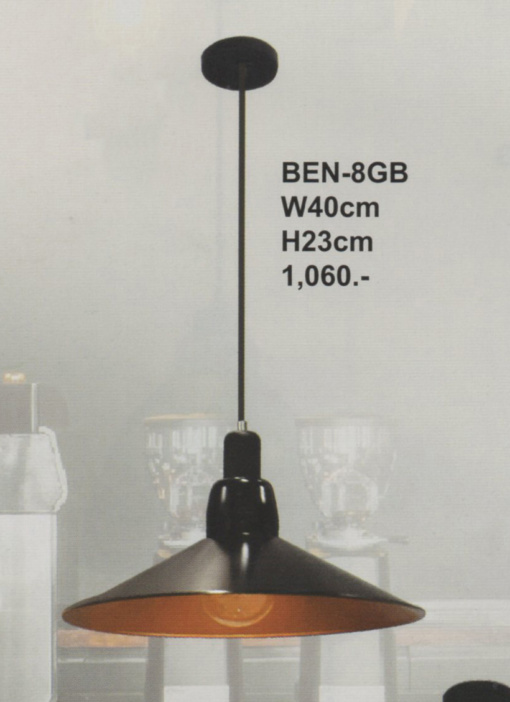 BEN-8GB
W40cm
H23cm
1,060.-